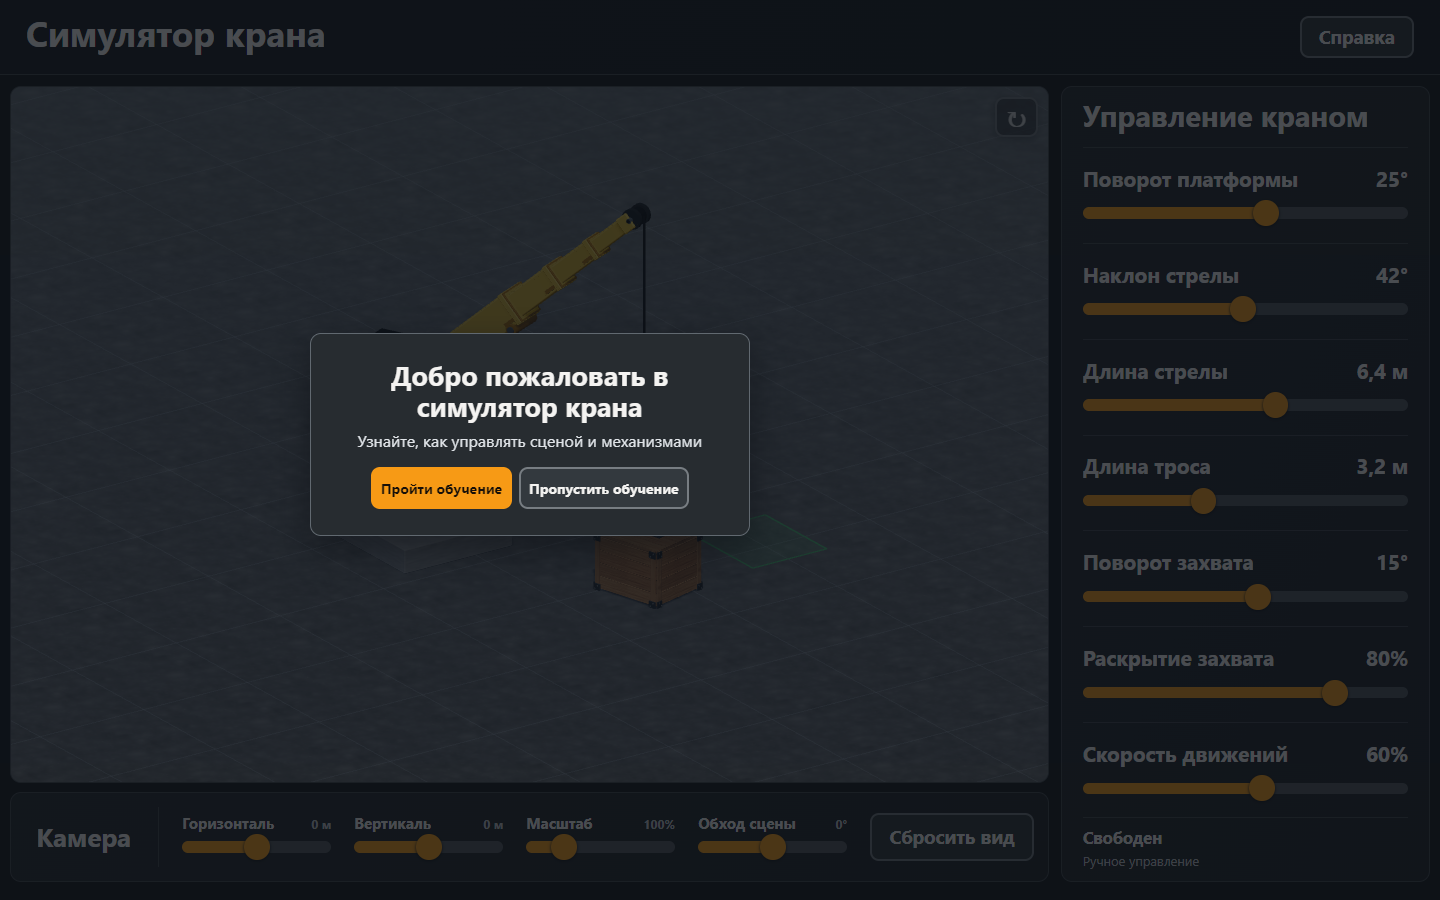 Симулятор крана
Справка
Управление краном
Поворот платформы 25°
Наклон стрелы 42°
Длина стрелы 6,4 м
Длина троса 3,2 м
Поворот захвата 15°
Раскрытие захвата 80%
Скорость движений 60%
Свободен
Ручное управление
Добро пожаловать в
симулятор крана
Узнайте, как управлять сценой и механизмами
Пройти обучение Пропустить обучение
Камера
Горизонталь 0 м Вертикаль 0 м Масштаб 100% Обход сцены 0°
Сбросить вид